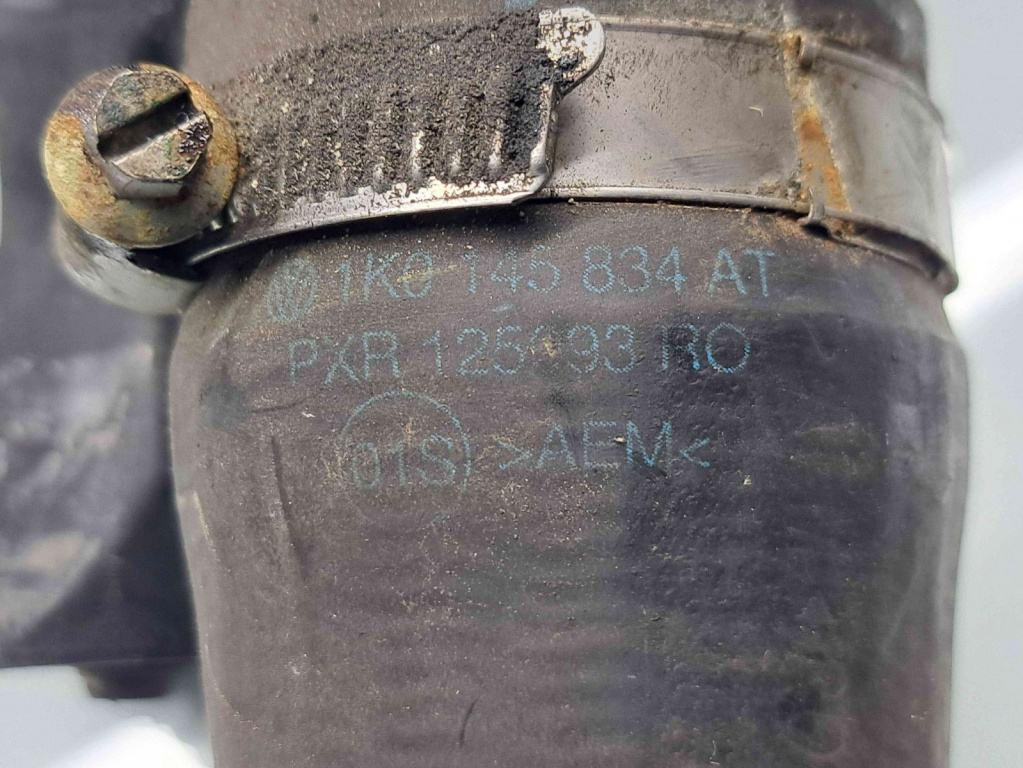 1K0 145 834 AT
PXR RO
01S >AEM<